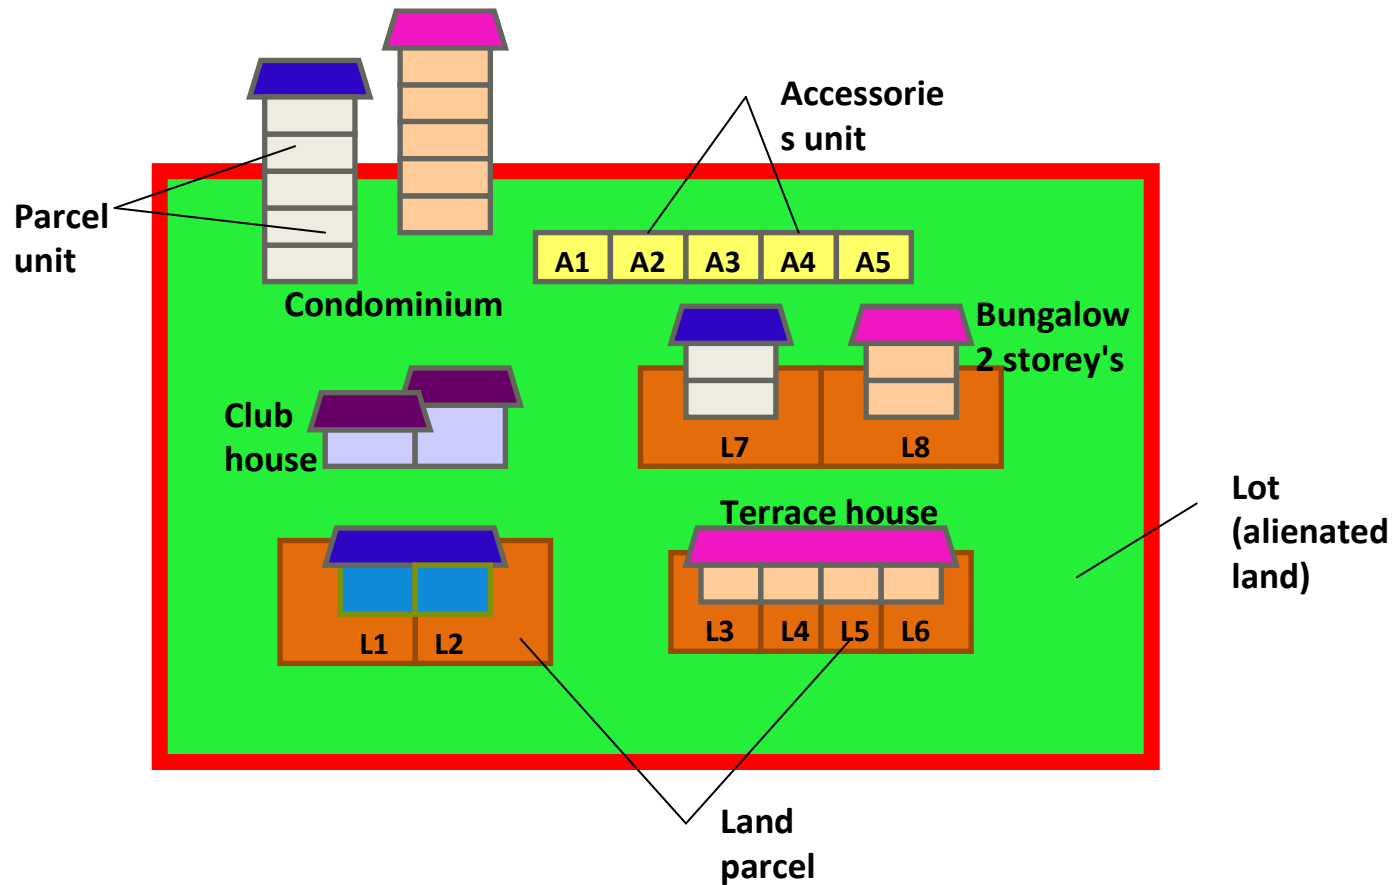 Accessorie
s unit
Parcel
unit
A1 A2 A3 A4 A5
Condominium
Bungalow
2 storey's
Club
house
L7 L8
Lot
(alienated
land)
Terrace house
L1 L2
L3 L4 L5 L6
Land
parcel